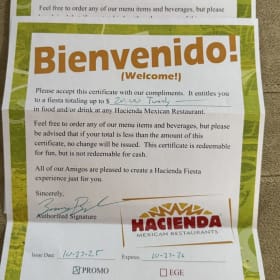 Feel free to order any of our menu items and beverages, but please
Bienvenido!
(Welcome!)
Please accept this certificate with our compliments. It entitles you
to a fiesta totaling up to $ 20.00 Twenty
in food and/or drink at any Hacienda Mexican Restaurant.
Feel free to order any of our menu items and beverages, but please
be advised that if your total is less than the amount of this
certificate, no change will be issued. This certificate is redeemable
for fun, but is not redeemable for cash.
All of our Amigos are pleased to create a Hacienda Fiesta
experience just for you.
Sincerely,
Authorized Signature
HACIENDA
MEXICAN RESTAURANTS
Issue Date: 10-22-25 Expires: 10-22-26
PROMO EGE